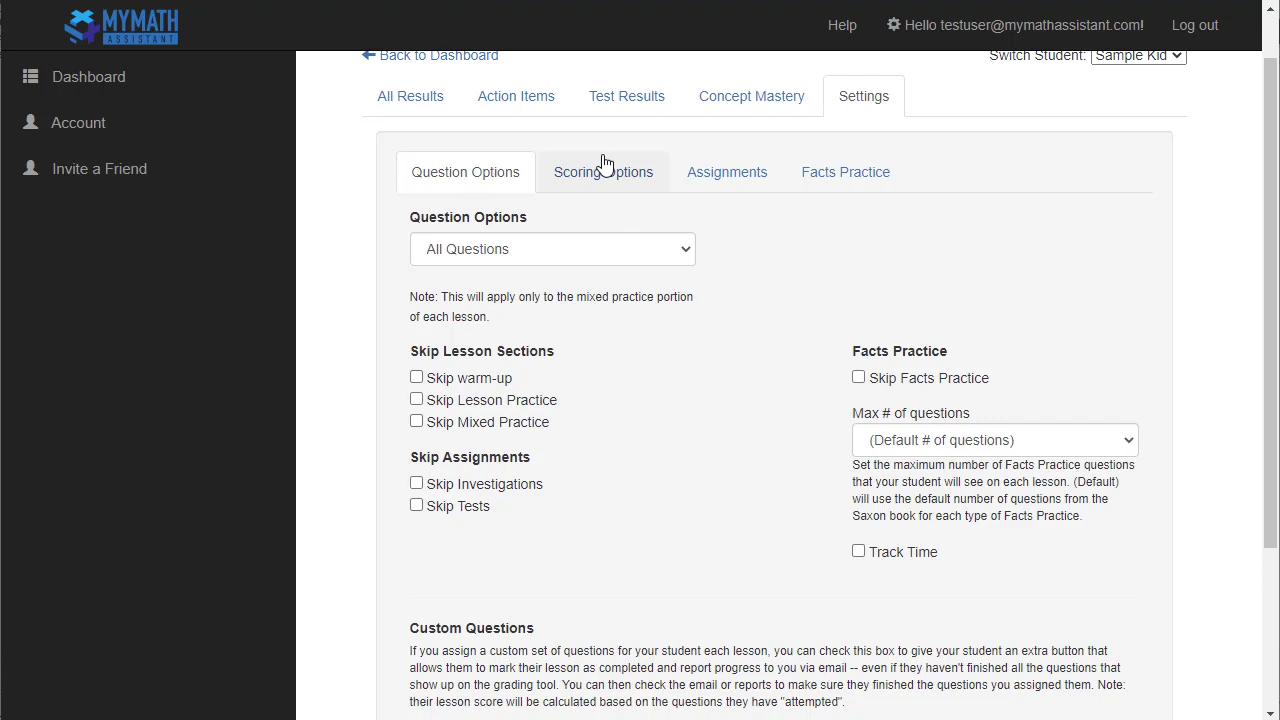 MYMATH
ASSISTANT
Help
Hello testuser@mymathassistant.com!
Log out
Dashboard
Account
Invite a Friend
Back to Dashboard
Switch Student: Sample Kid
All Results
Action Items
Test Results
Concept Mastery
Settings
Question Options
Scoring Options
Assignments
Facts Practice
Question Options
All Questions
Note: This will apply only to the mixed practice portion
of each lesson.
Skip Lesson Sections
Skip warm-up
Skip Lesson Practice
Skip Mixed Practice
Skip Assignments
Skip Investigations
Skip Tests
Facts Practice
Skip Facts Practice
Max # of questions
(Default # of questions)
Set the maximum number of Facts Practice questions
that your student will see on each lesson. (Default)
will use the default number of questions from the
Saxon book for each type of Facts Practice.
Track Time
Custom Questions
If you assign a custom set of questions for your student each lesson, you can check this box to give your student an extra button that
allows them to mark their lesson as completed and report progress to you via email -- even if they haven't finished all the questions that
show up on the grading tool. You can then check the email or reports to make sure they finished the questions you assigned them. Note:
their lesson score will be calculated based on the questions they have "attempted".